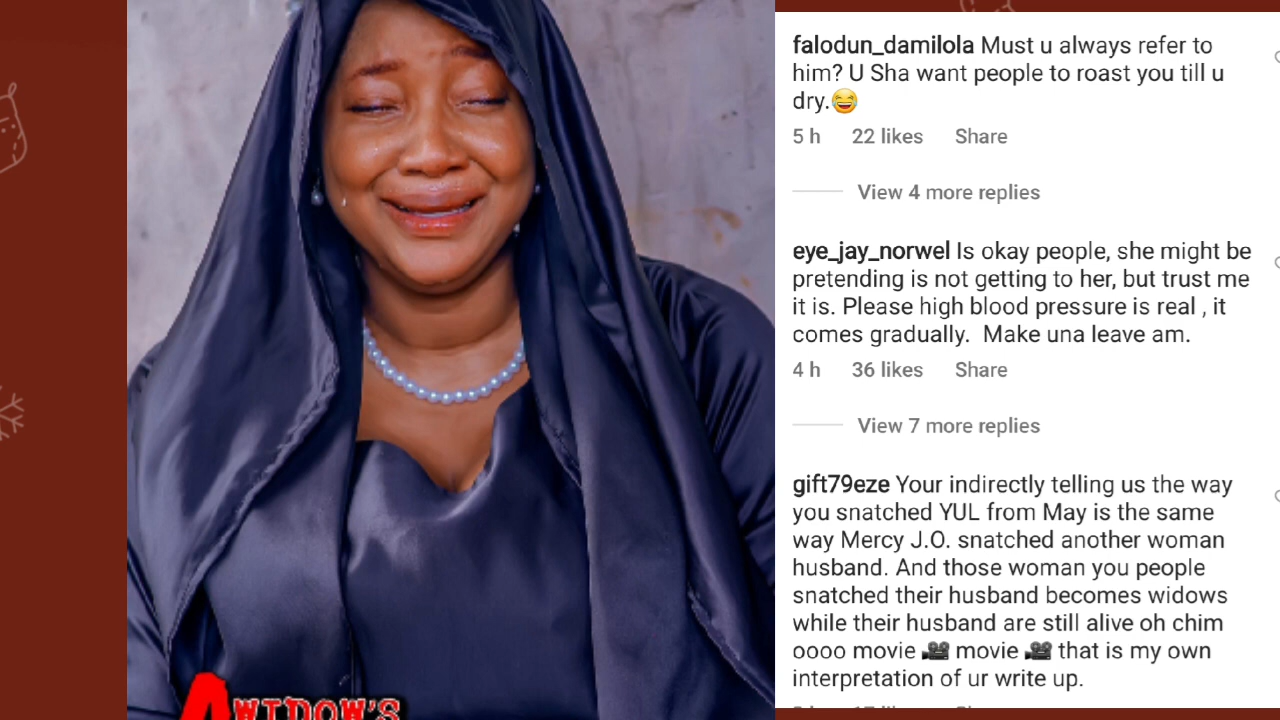 AWIDOW'S
falodun_damilola Must u always refer to
him? U Sha want people to roast you till u
dry.😂
5 h 22 likes Share
View 4 more replies
eye_jay_norwel Is okay people, she might be
pretending is not getting to her, but trust me
it is. Please high blood pressure is real , it
comes gradually. Make una leave am.
4 h 36 likes Share
View 7 more replies
gift79eze Your indirectly telling us the way
you snatched YUL from May is the same
way Mercy J.O. snatched another woman
husband. And those woman you people
snatched their husband becomes widows
while their husband are still alive oh chim
oooo movie 🎥 movie 🎥 that is my own
interpretation of ur write up.